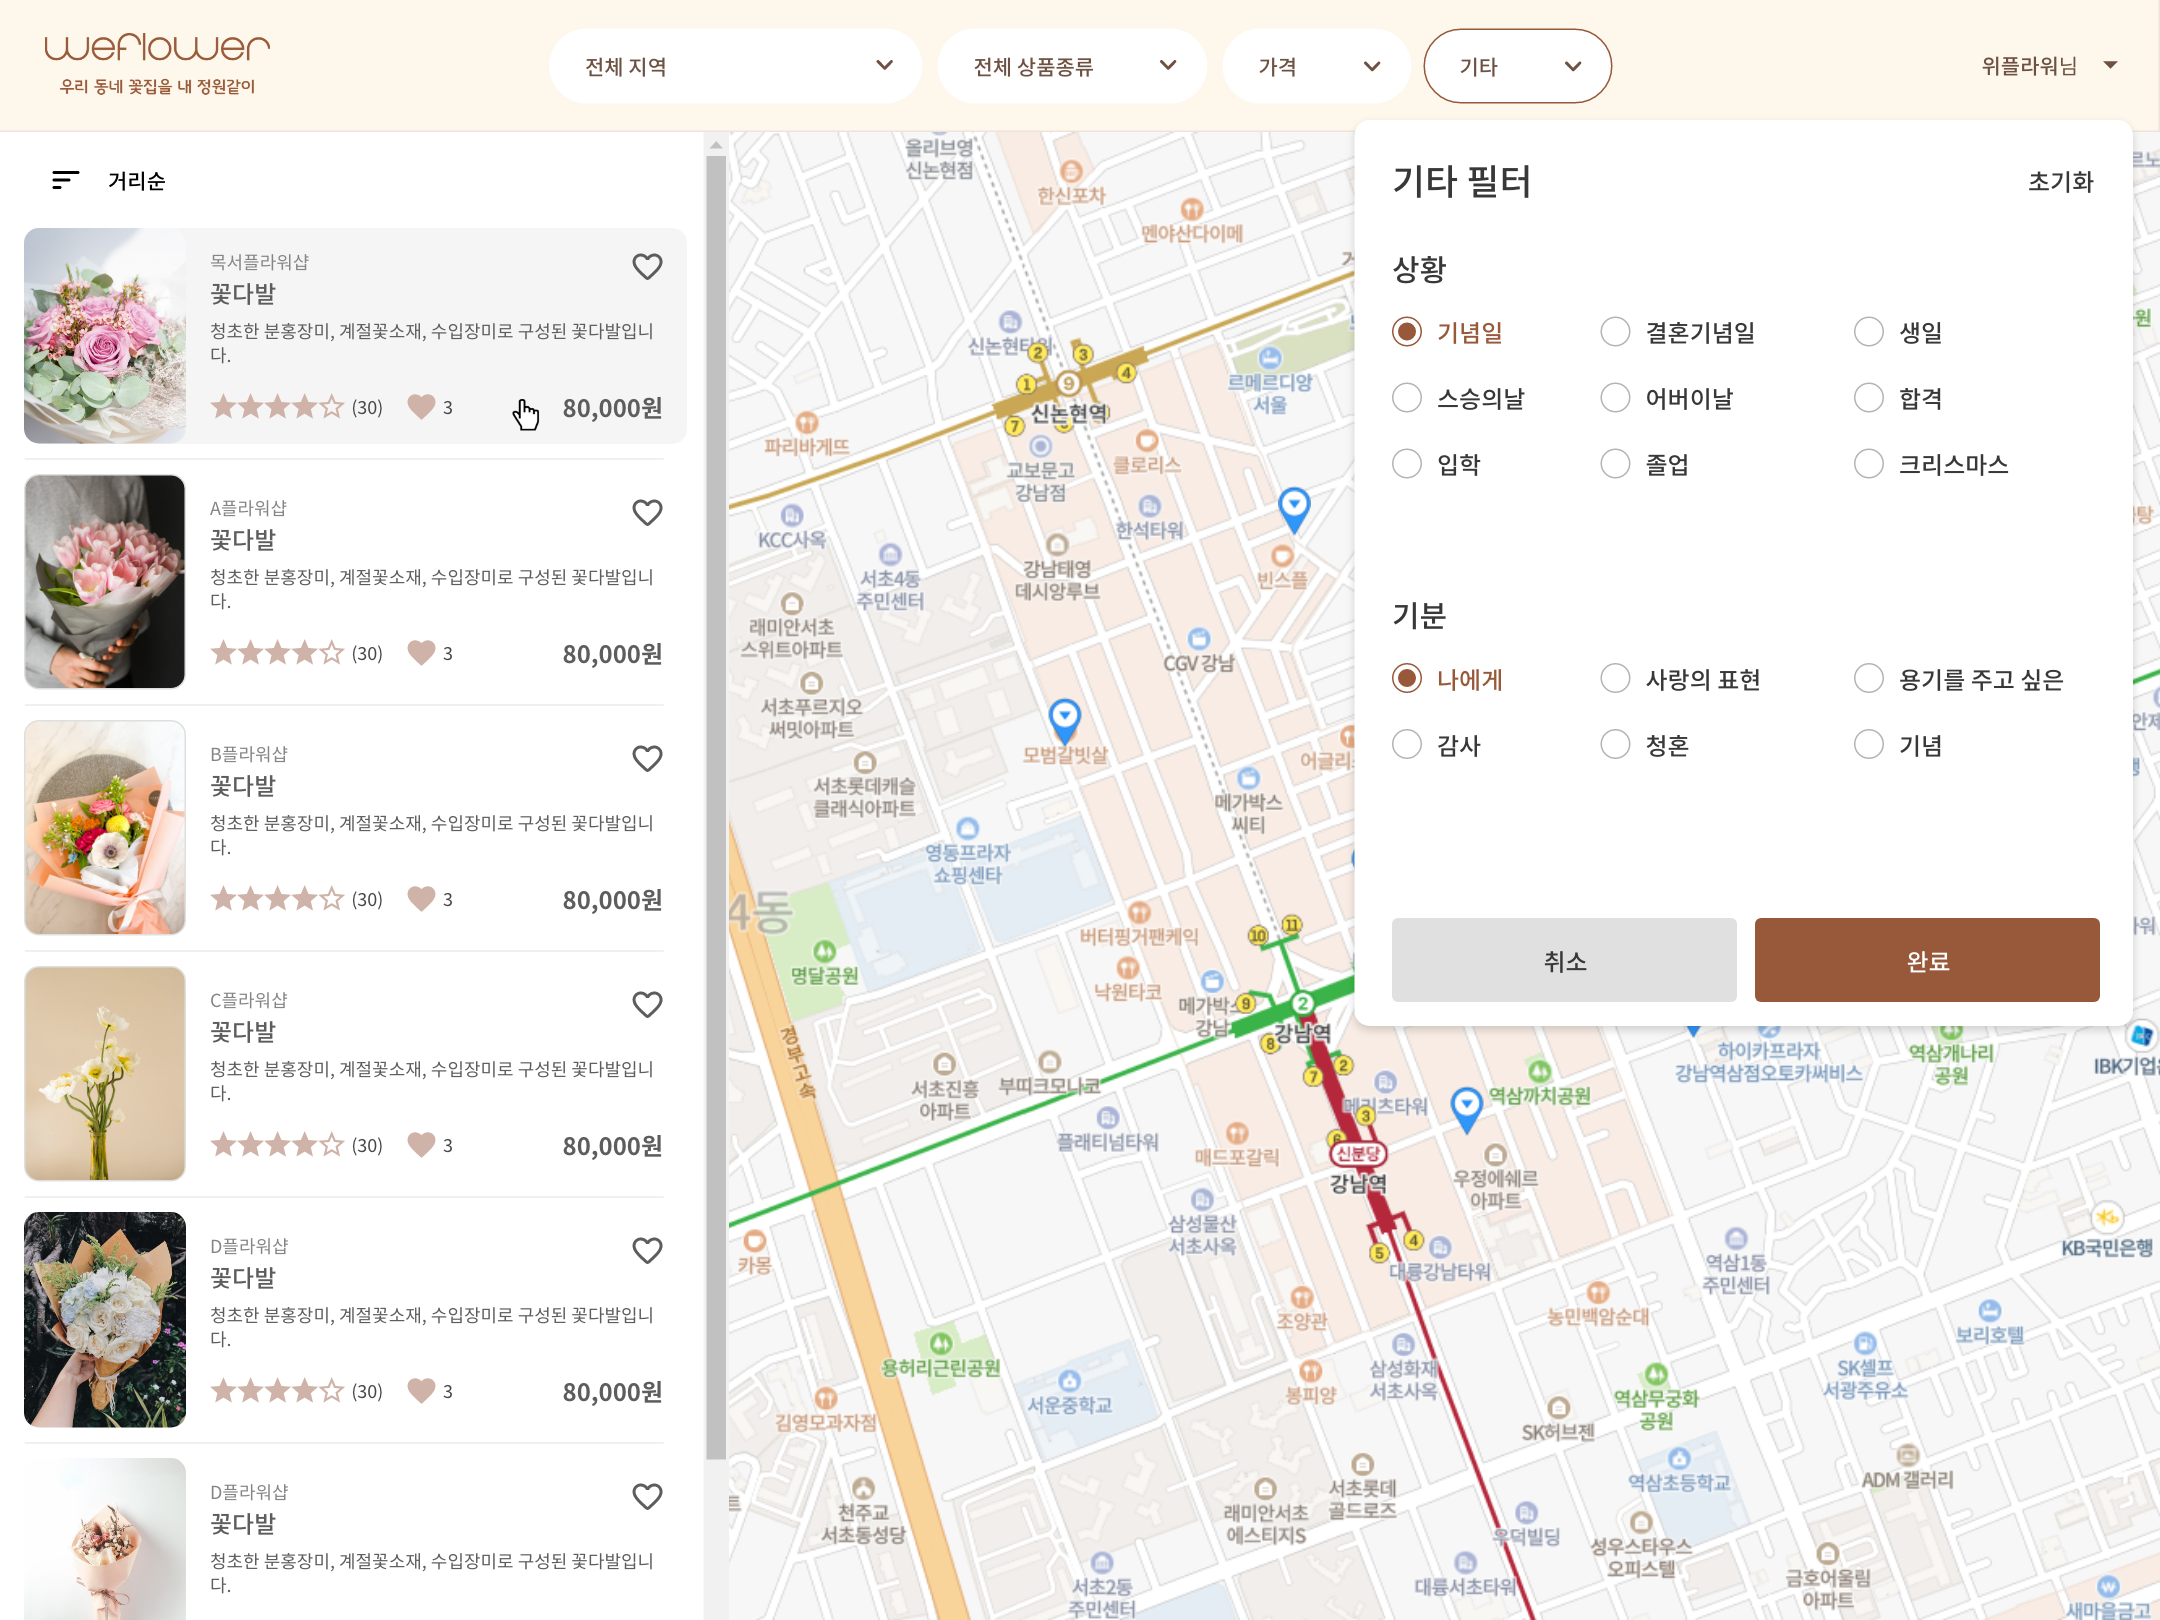 weflower
우리 동네 꽃집을 내 정원같이
전체 지역
전체 상품종류
가격
기타
위플라워님
거리순
목서플라워샵
꽃다발
청초한 분홍장미, 계절꽃소재, 수입장미로 구성된 꽃다발입니
다.
(30) 3 80,000원
A플라워샵
꽃다발
청초한 분홍장미, 계절꽃소재, 수입장미로 구성된 꽃다발입니
다.
(30) 3 80,000원
B플라워샵
꽃다발
청초한 분홍장미, 계절꽃소재, 수입장미로 구성된 꽃다발입니
다.
(30) 3 80,000원
C플라워샵
꽃다발
청초한 분홍장미, 계절꽃소재, 수입장미로 구성된 꽃다발입니
다.
(30) 3 80,000원
D플라워샵
꽃다발
청초한 분홍장미, 계절꽃소재, 수입장미로 구성된 꽃다발입니
다.
(30) 3 80,000원
D플라워샵
꽃다발
청초한 분홍장미, 계절꽃소재, 수입장미로 구성된 꽃다발입니
다.
기타 필터
초기화
상황
기념일 결혼기념일 생일
스승의날 어버이날 합격
입학 졸업 크리스마스
기분
나에게 사랑의 표현 용기를 주고 싶은
감사 청혼 기념
취소 완료
올리브영
신논현점
한신포차
멘야산다이메
신논현타워
2
3
1
9
4
신논현역
7
르메르디앙
서울
파리바게뜨
교보문고
강남점
클로리스
KCC사옥
한석타워
서초4동
주민센터
강남태영
데시앙루브
빈스플
래미안서초
스위트아파트
CGV 강남
서초푸르지오
써밋아파트
모범갈빗살
서초롯데캐슬
클래식아파트
메가박스
씨티
영동프라자
쇼핑센타
4동
버터핑거팬케익
10
11
명달공원
낙원타코
메가박스
강남
9
2
강남역
8
경부고속
서초진흥
아파트
부띠크모나코
7
2
메리츠타워
역삼까치공원
하이카프라자
강남역삼점오토카써비스
역삼개나리
공원
IBK기업은
플래티넘타워
매드포갈릭
3
6
신분당
강남역
우정에쉐르
아파트
삼성물산
서초사옥
카몽
5
4
대륭강남타워
역삼1동
주민센터
KB국민은행
조양관
농민백암순대
보리호텔
용허리근린공원
삼성화재
서초사옥
SK셀프
서광주유소
서운중학교
봉피양
역삼무궁화
공원
김영모과자점
SK허브젠
천주교
서초동성당
래미안서초
에스티지S
서초롯데
골드로즈
역삼초등학교
ADM 갤러리
우덕빌딩
성우스타우스
오피스텔
서초2동
주민센터
대륭서초타워
금호어울림
아파트
새마을금고